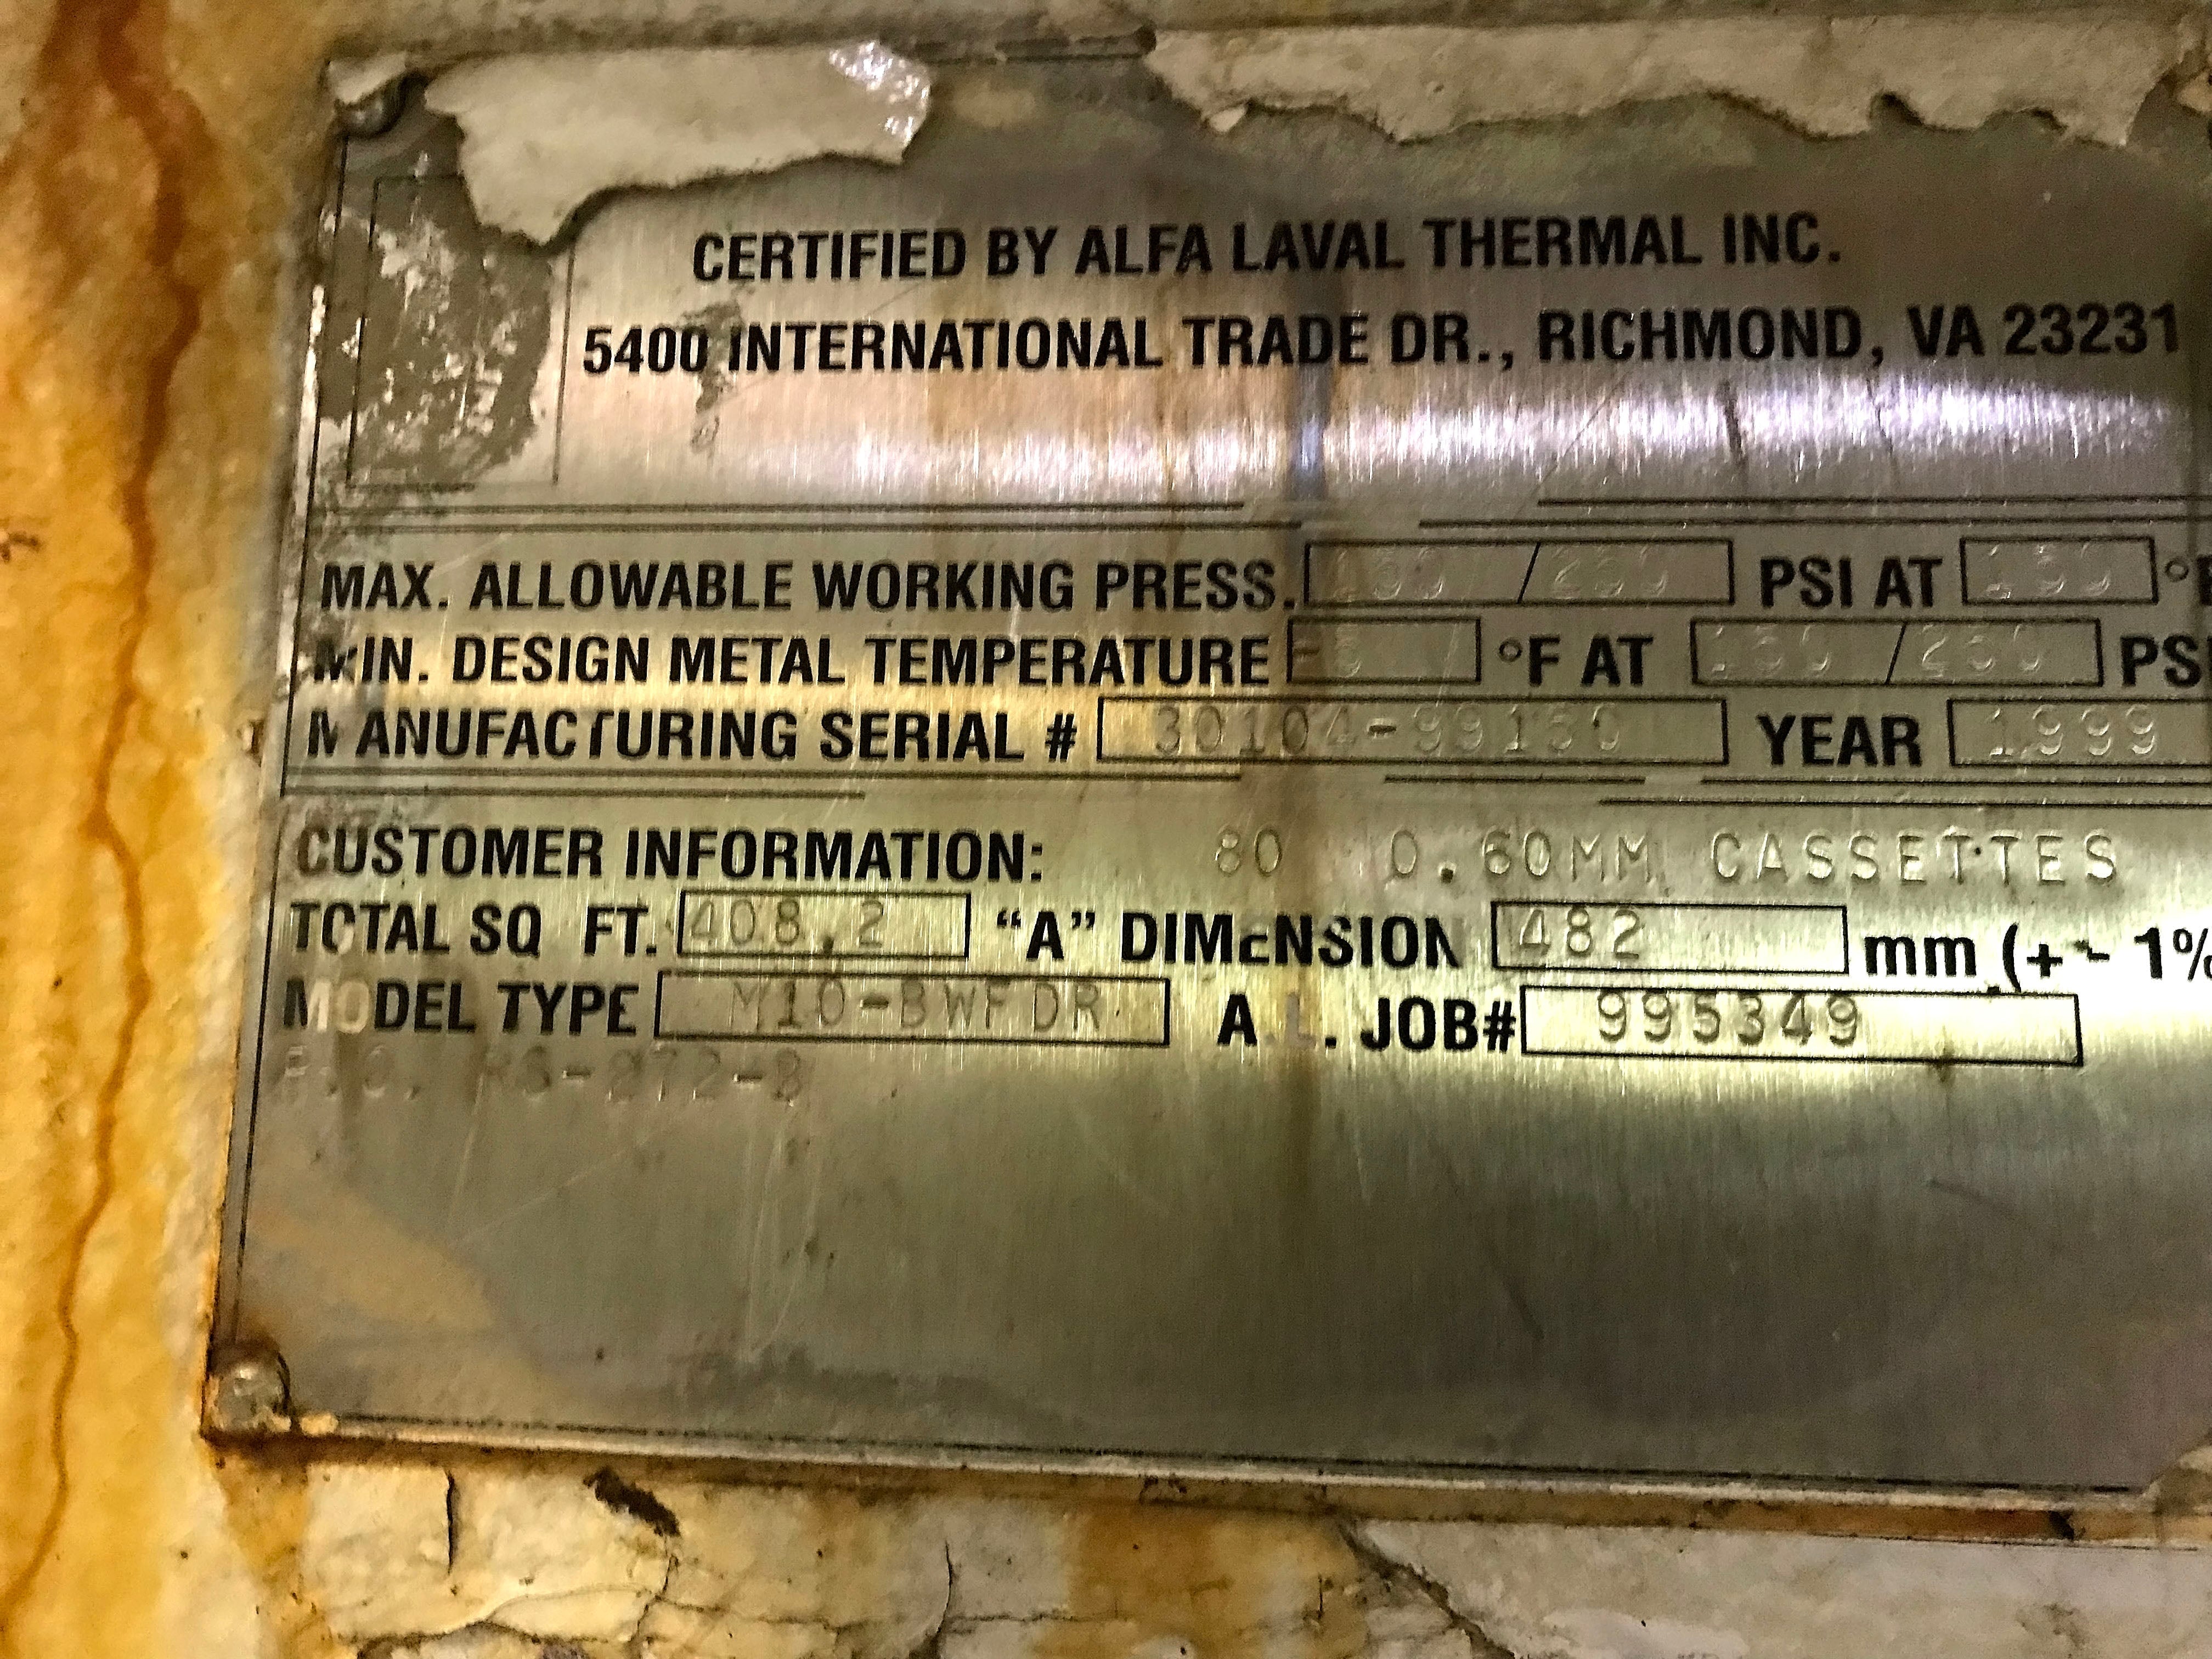 CERTIFIED BY ALFA LAVAL THERMAL INC.
5400 INTERNATIONAL TRADE DR., RICHMOND, VA 23231
MAX. ALLOWABLE WORKING PRESS. / PSI AT
MIN. DESIGN METAL TEMPERATURE °F AT / PSI
MANUFACTURING SERIAL # YEAR 1999
CUSTOMER INFORMATION: 80 0.60MM CASSETTES
TOTAL SQ FT. 408.2 "A" DIMENSION 482 mm (+ - 1%
MODEL TYPE M10-BWFDR A L. JOB# 995349